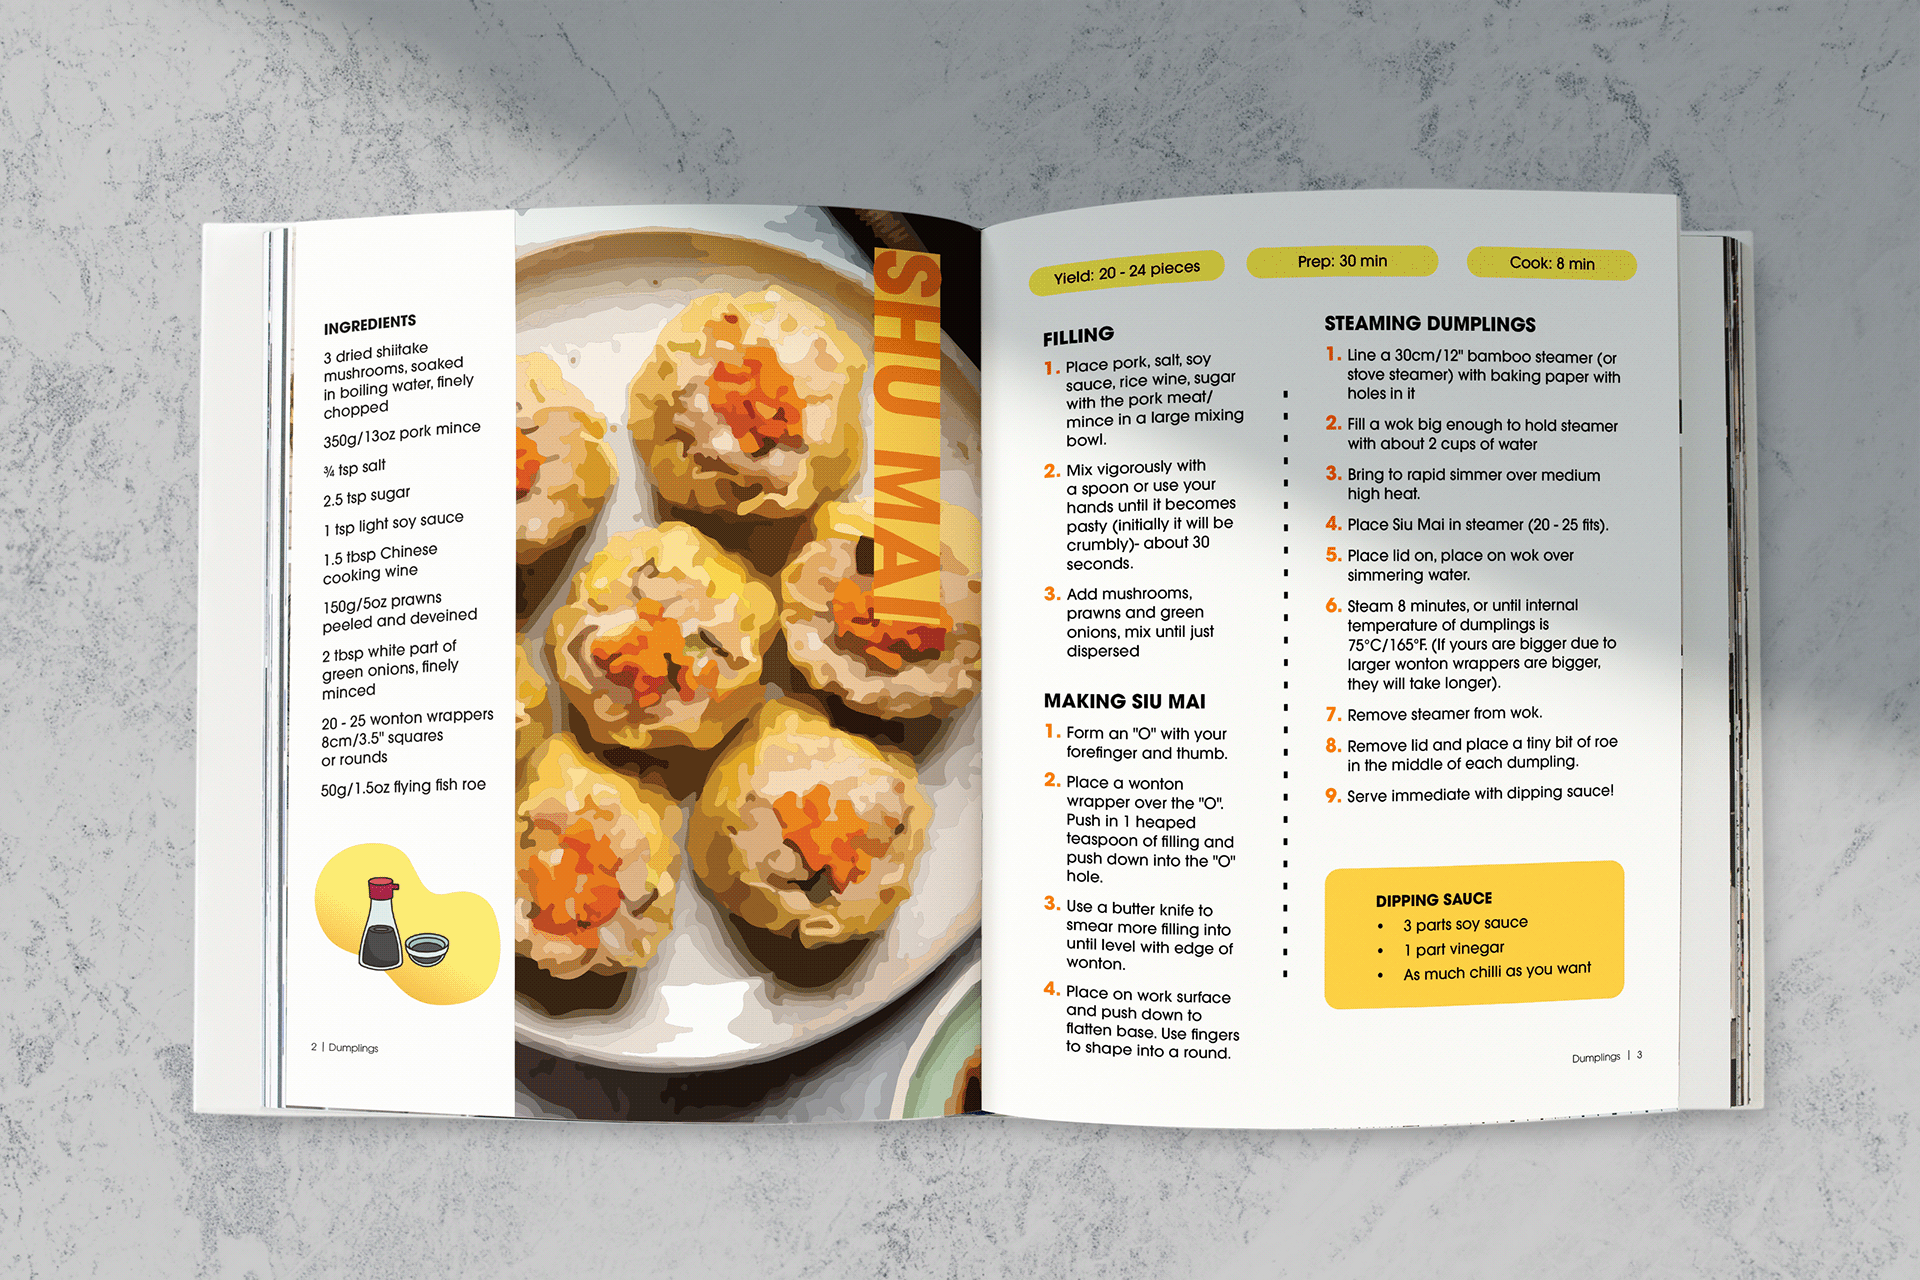 INGREDIENTS
3 dried shiitake
mushrooms, soaked
in boiling water, finely
chopped
350g/13oz pork mince
¾ tsp salt
2.5 tsp sugar
1 tsp light soy sauce
1.5 tbsp Chinese
cooking wine
150g/5oz prawns
peeled and deveined
2 tbsp white part of
green onions, finely
minced
20 - 25 wonton wrappers
8cm/3.5" squares
or rounds
50g/1.5oz flying fish roe
2 | Dumplings
SHU MAI
Yield: 20 - 24 pieces
Prep: 30 min
Cook: 8 min
FILLING
1. Place pork, salt, soy
sauce, rice wine, sugar
with the pork meat/
mince in a large mixing
bowl.
2. Mix vigorously with
a spoon or use your
hands until it becomes
pasty (initially it will be
crumbly)- about 30
seconds.
3. Add mushrooms,
prawns and green
onions, mix until just
dispersed
MAKING SIU MAI
1. Form an "O" with your
forefinger and thumb.
2. Place a wonton
wrapper over the "O".
Push in 1 heaped
teaspoon of filling and
push down into the "O"
hole.
3. Use a butter knife to
smear more filling into
until level with edge of
wonton.
4. Place on work surface
and push down to
flatten base. Use fingers
to shape into a round.
STEAMING DUMPLINGS
1. Line a 30cm/12" bamboo steamer (or
stove steamer) with baking paper with
holes in it
2. Fill a wok big enough to hold steamer
with about 2 cups of water
3. Bring to rapid simmer over medium
high heat.
4. Place Siu Mai in steamer (20 - 25 fits).
5. Place lid on, place on wok over
simmering water.
6. Steam 8 minutes, or until internal
temperature of dumplings is
75°C/165°F. (If yours are bigger due to
larger wonton wrappers are bigger,
they will take longer).
7. Remove steamer from wok.
8. Remove lid and place a tiny bit of roe
in the middle of each dumpling.
9. Serve immediate with dipping sauce!
DIPPING SAUCE
• 3 parts soy sauce
• 1 part vinegar
• As much chilli as you want
Dumplings | 3